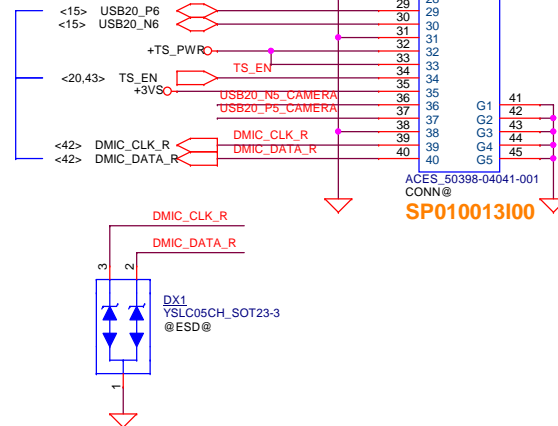 28
29 29
<15> USB20_P6 30 30
<15> USB20_N6 31 31
+TS_PWR 32 32
33 33
<20,43> TS_EN TS_EN 34 34
+3VS 35 35
USB20_N5_CAMERA 36 36 G1 41
USB20_P5_CAMERA 37 37 G2 42
38 38 G3 43
<42> DMIC_CLK_R DMIC_CLK_R 39 39 G4 44
<42> DMIC_DATA_R DMIC_DATA_R 40 40 G5 45
ACES_50398-04041-001
CONN@
SP010013I00
DMIC_CLK_R
DMIC_DATA_R
3 2
DX1
YSLC05CH_SOT23-3
@ESD@
1